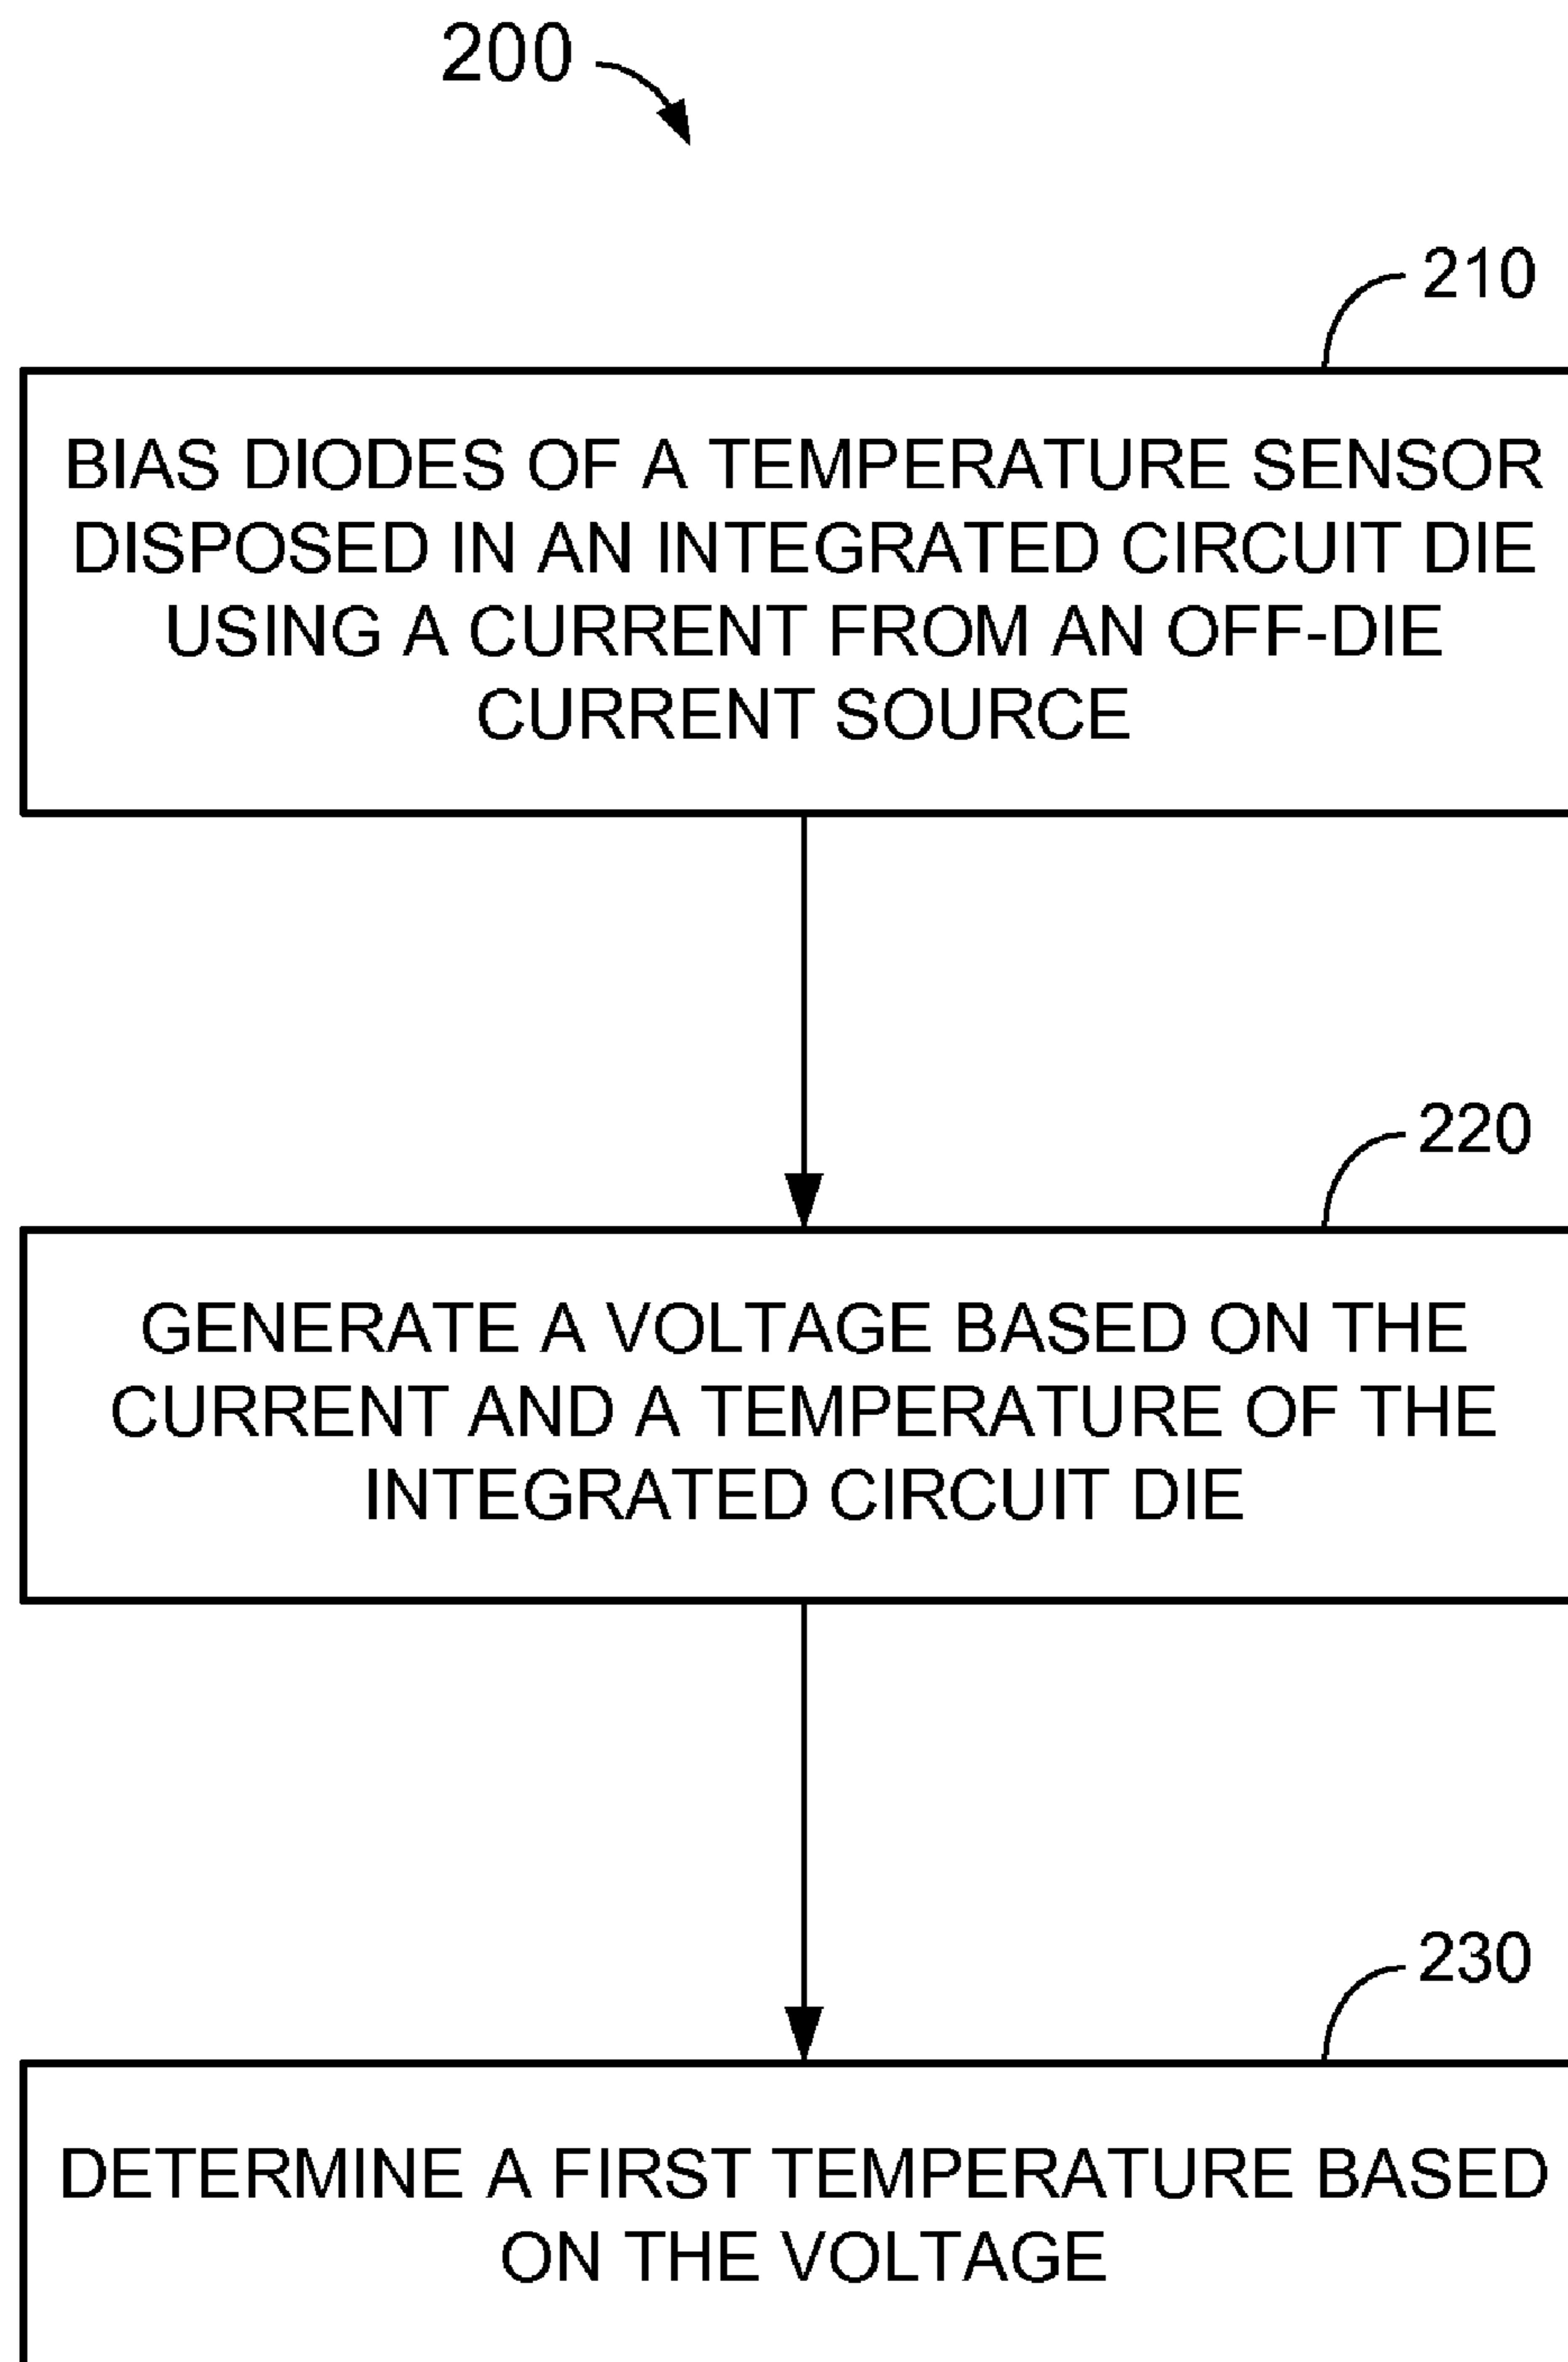 200
210
BIAS DIODES OF A TEMPERATURE SENSOR
DISPOSED IN AN INTEGRATED CIRCUIT DIE
USING A CURRENT FROM AN OFF-DIE
CURRENT SOURCE
220
GENERATE A VOLTAGE BASED ON THE
CURRENT AND A TEMPERATURE OF THE
INTEGRATED CIRCUIT DIE
230
DETERMINE A FIRST TEMPERATURE BASED
ON THE VOLTAGE